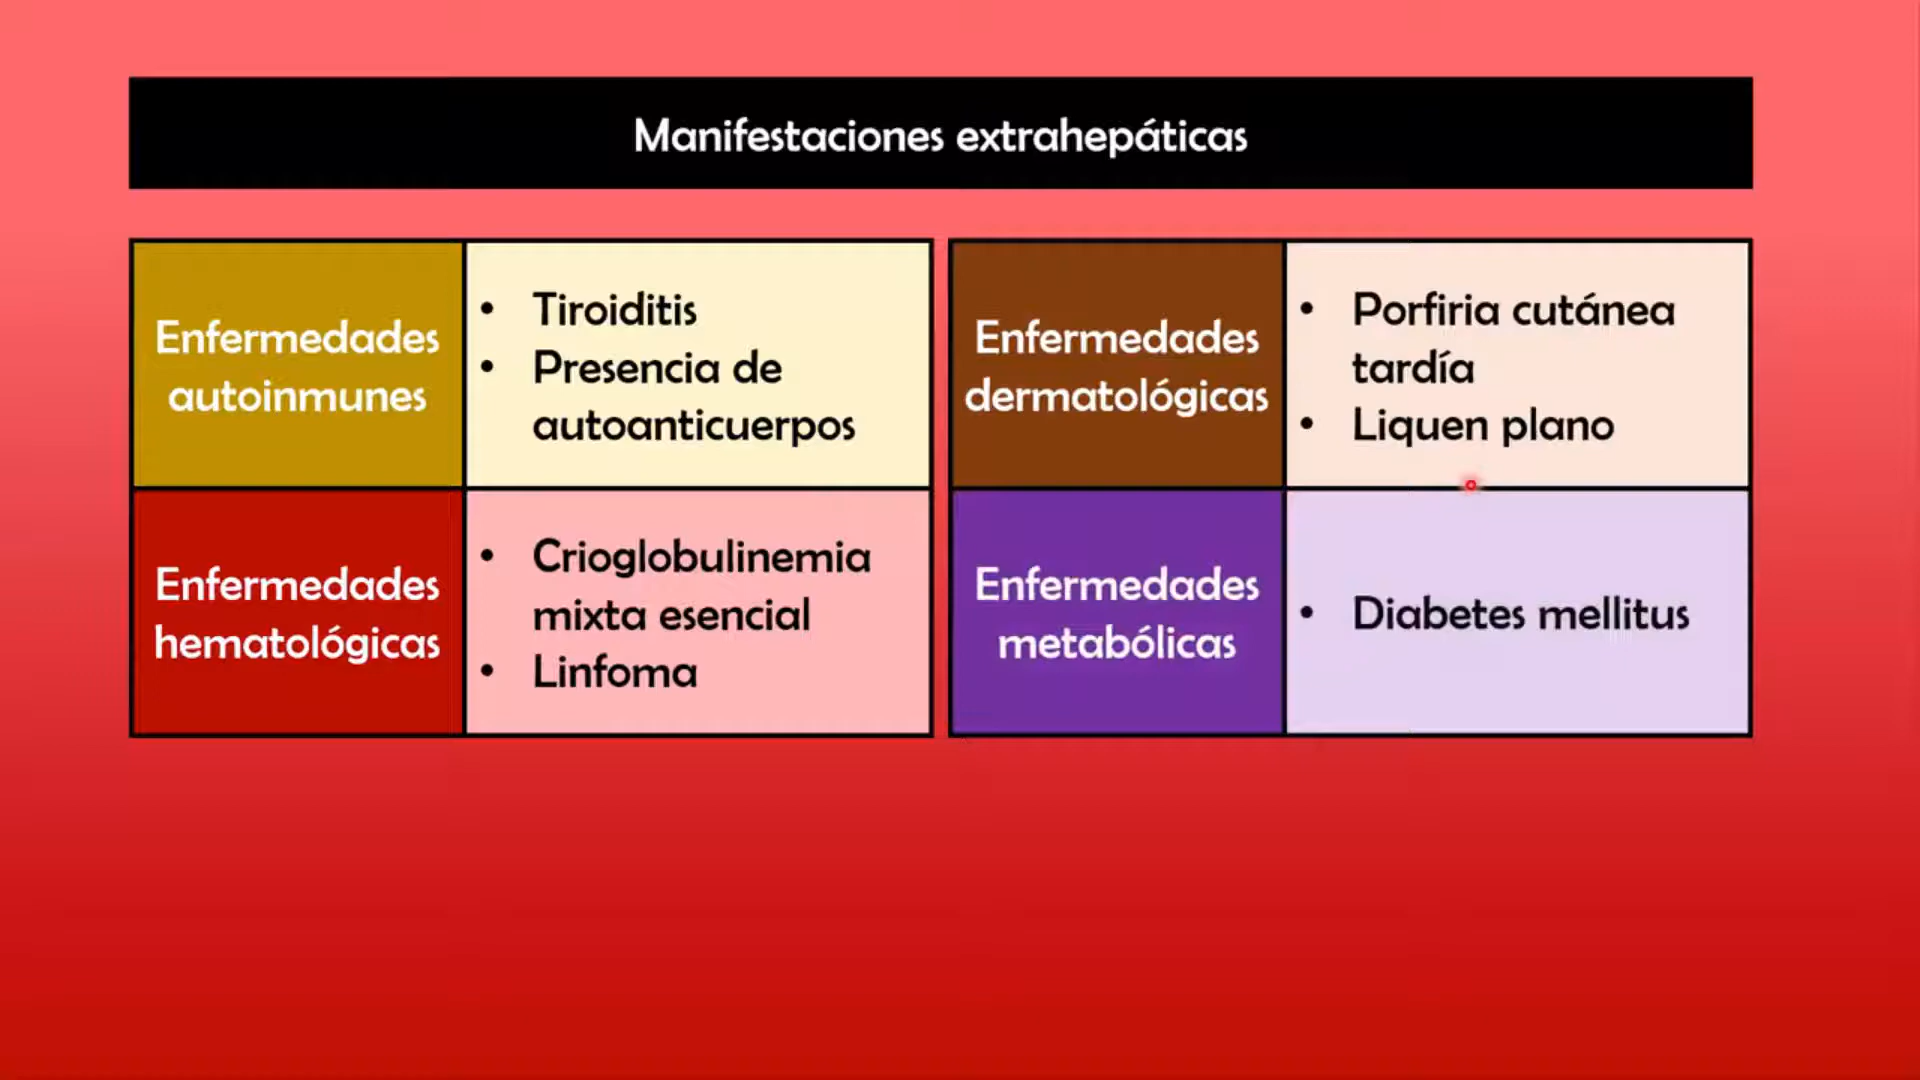 Manifestaciones extrahepáticas
Enfermedades
autoinmunes
• Tiroiditis
• Presencia de
autoanticuerpos
Enfermedades
hematológicas
• Crioglobulinemia
mixta esencial
• Linfoma
Enfermedades
dermatológicas
• Porfiria cutánea
tardía
• Liquen plano
Enfermedades
metabólicas
• Diabetes mellitus